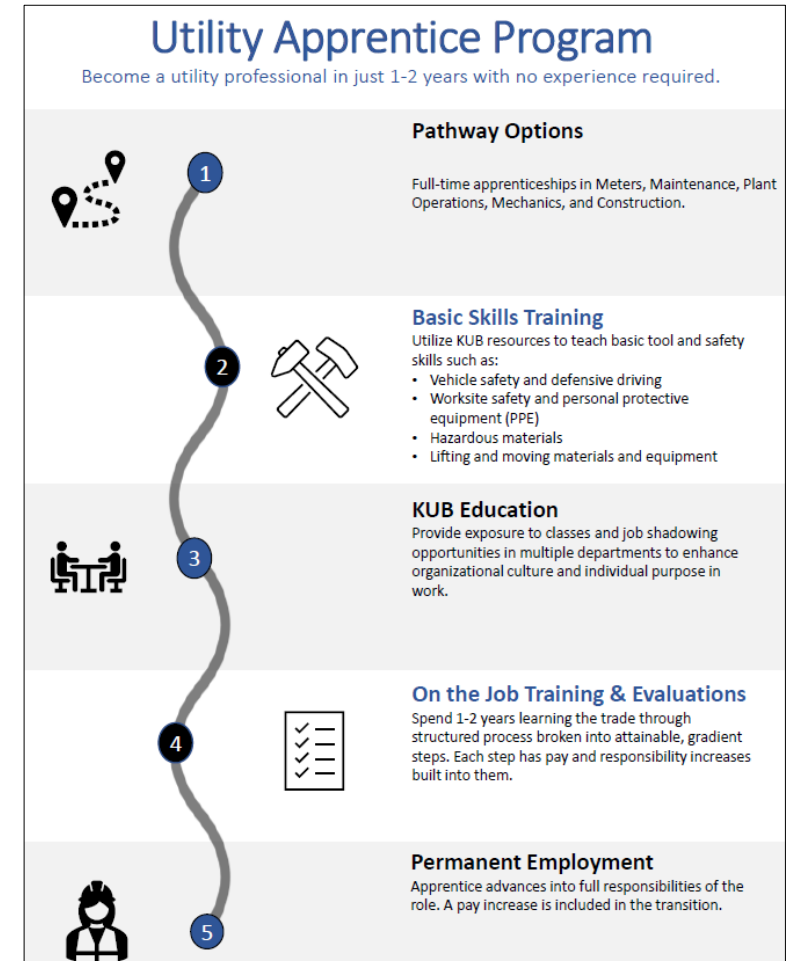 Utility Apprentice Program
Become a utility professional in just 1-2 years with no experience required.
1
Pathway Options
Full-time apprenticeships in Meters, Maintenance, Plant
Operations, Mechanics, and Construction.
2
Basic Skills Training
Utilize KUB resources to teach basic tool and safety
skills such as:
• Vehicle safety and defensive driving
• Worksite safety and personal protective
equipment (PPE)
• Hazardous materials
• Lifting and moving materials and equipment
3
KUB Education
Provide exposure to classes and job shadowing
opportunities in multiple departments to enhance
organizational culture and individual purpose in
work.
4
On the Job Training & Evaluations
Spend 1-2 years learning the trade through
structured process broken into attainable, gradient
steps. Each step has pay and responsibility increases
built into them.
5
Permanent Employment
Apprentice advances into full responsibilities of the
role. A pay increase is included in the transition.